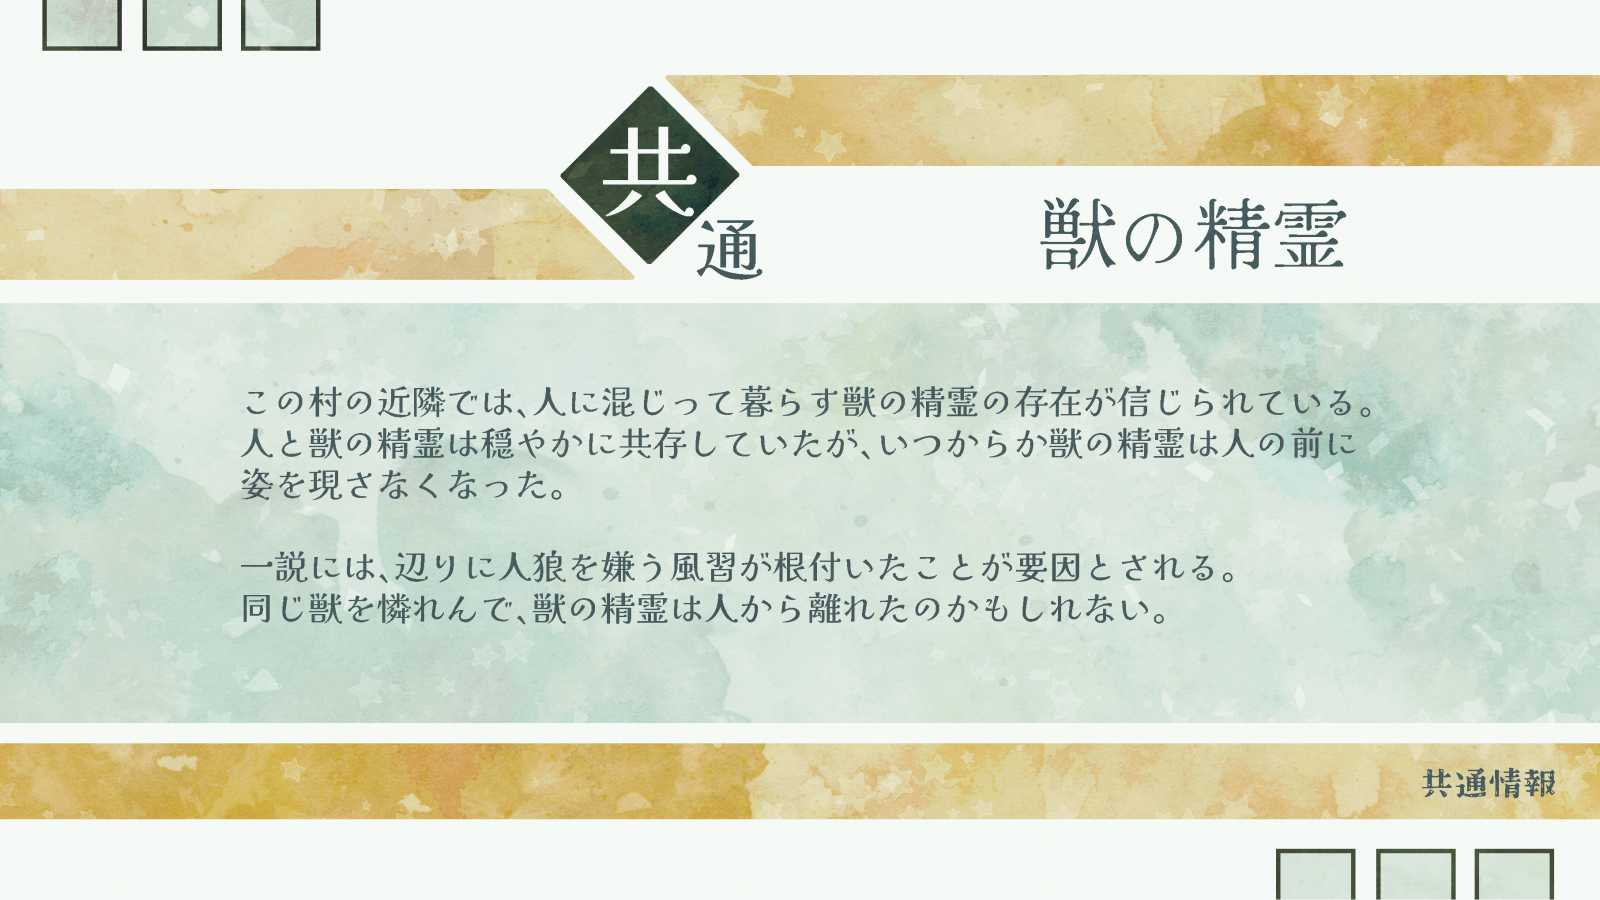 共通
獣の精霊
この村の近隣では、人に混じって暮らす獣の精霊の存在が信じられている。
人と獣の精霊は穏やかに共存していたが、いつからか獣の精霊は人の前に
姿を現さなくなった。
一説には、辺りに人狼を嫌う風習が根付いたことが要因とされる。
同じ獣を憐れんで、獣の精霊は人から離れたのかもしれない。
共通情報